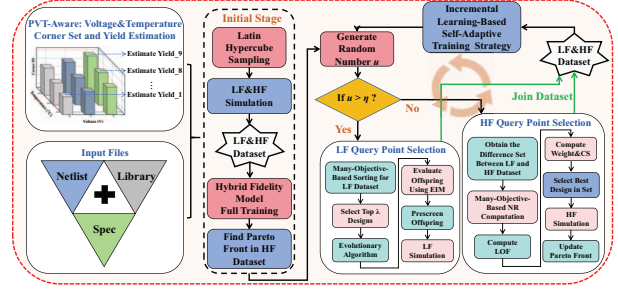 PVT-Aware: Voltage&Temperature
Corner Set and Yield Estimation
Estimate Yield_9
Estimate Yield_8
⋮
Estimate Yield_1
Voltage (V)
Input Files
Netlist
Library
Spec
Initial Stage
Latin
Hypercube
Sampling
LF&HF
Simulation
LF&HF
Dataset
Hybrid Fidelity
Model
Full Training
Find Pareto
Front in HF
Dataset
Generate
Random
Number u
If u > η ?
Yes
No
Incremental
Learning-Based
Self-Adaptive
Training Strategy
LF&HF
Dataset
Join Dataset
LF Query Point Selection
Many-Objective-
Based Sorting for
LF Dataset
Select Top λ
Designs
Evolutionary
Algorithm
Evaluate
Offspring
Using EIM
Prescreen
Offspring
LF
Simulation
HF Query Point Selection
Obtain the
Difference Set
Between LF and
HF Dataset
Many-Objective-
Based NR
Computation
Compute
LOF
Compute
Weight&CS
Select Best
Design in Set
HF
Simulation
Update
Pareto Front